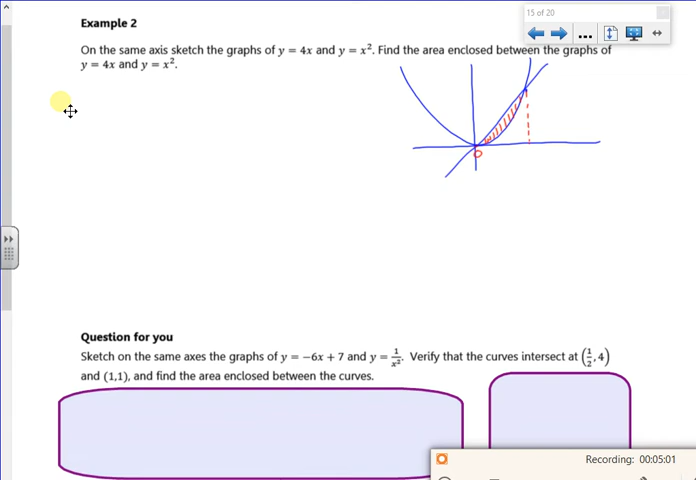 15 of 20
Example 2
On the same axis sketch the graphs of y = 4x and y = x². Find the area enclosed between the graphs of
y = 4x and y = x².
0
Question for you
Sketch on the same axes the graphs of y = −6x + 7 and y = 1/x². Verify that the curves intersect at (1/2, 4)
and (1,1), and find the area enclosed between the curves.
Recording: 00:05:01